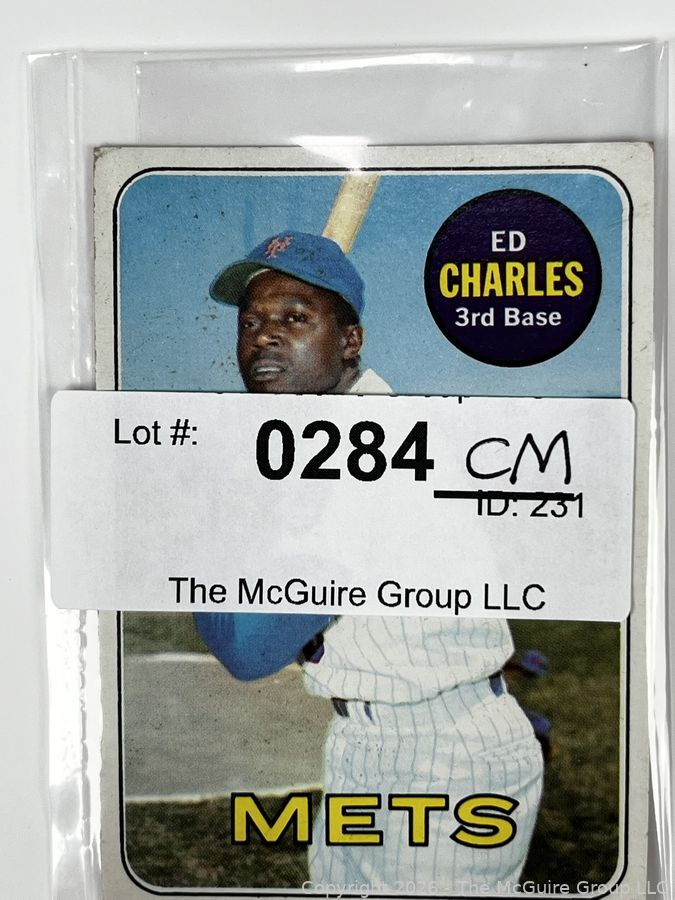 ED
CHARLES
3rd Base
Lot #:
0284 CM
ID: 231
The McGuire Group LLC
METS
Copyright 2026 - The McGuire Group LLC